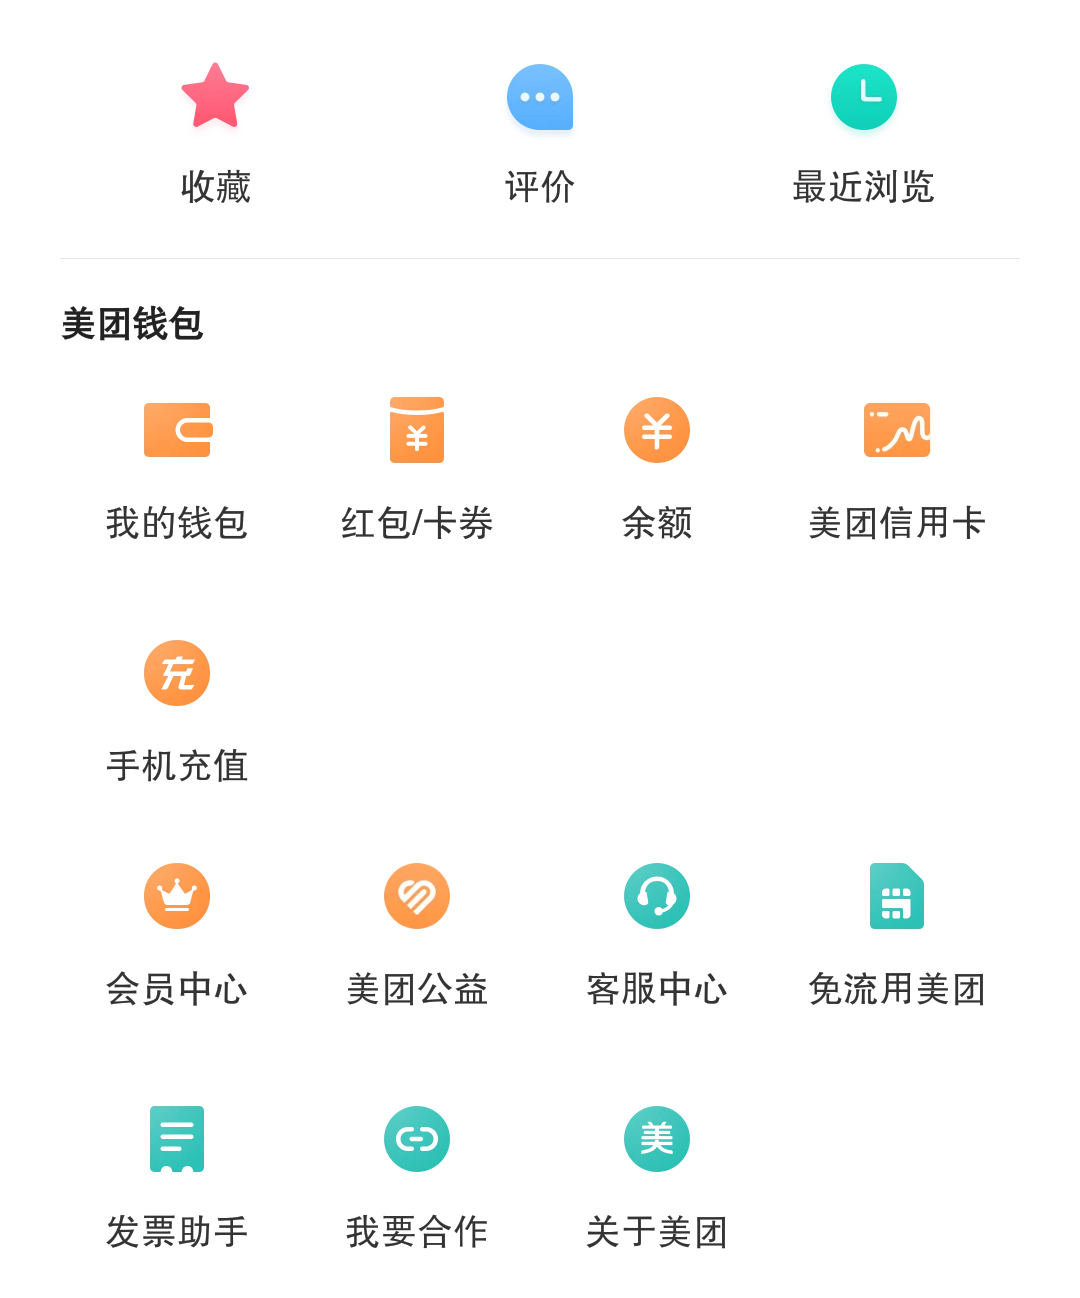 收藏 评价 最近浏览
美团钱包
¥ ¥
我的钱包 红包/卡券 余额 美团信用卡
充
手机充值
会员中心 美团公益 客服中心 免流用美团
美
发票助手 我要合作 关于美团